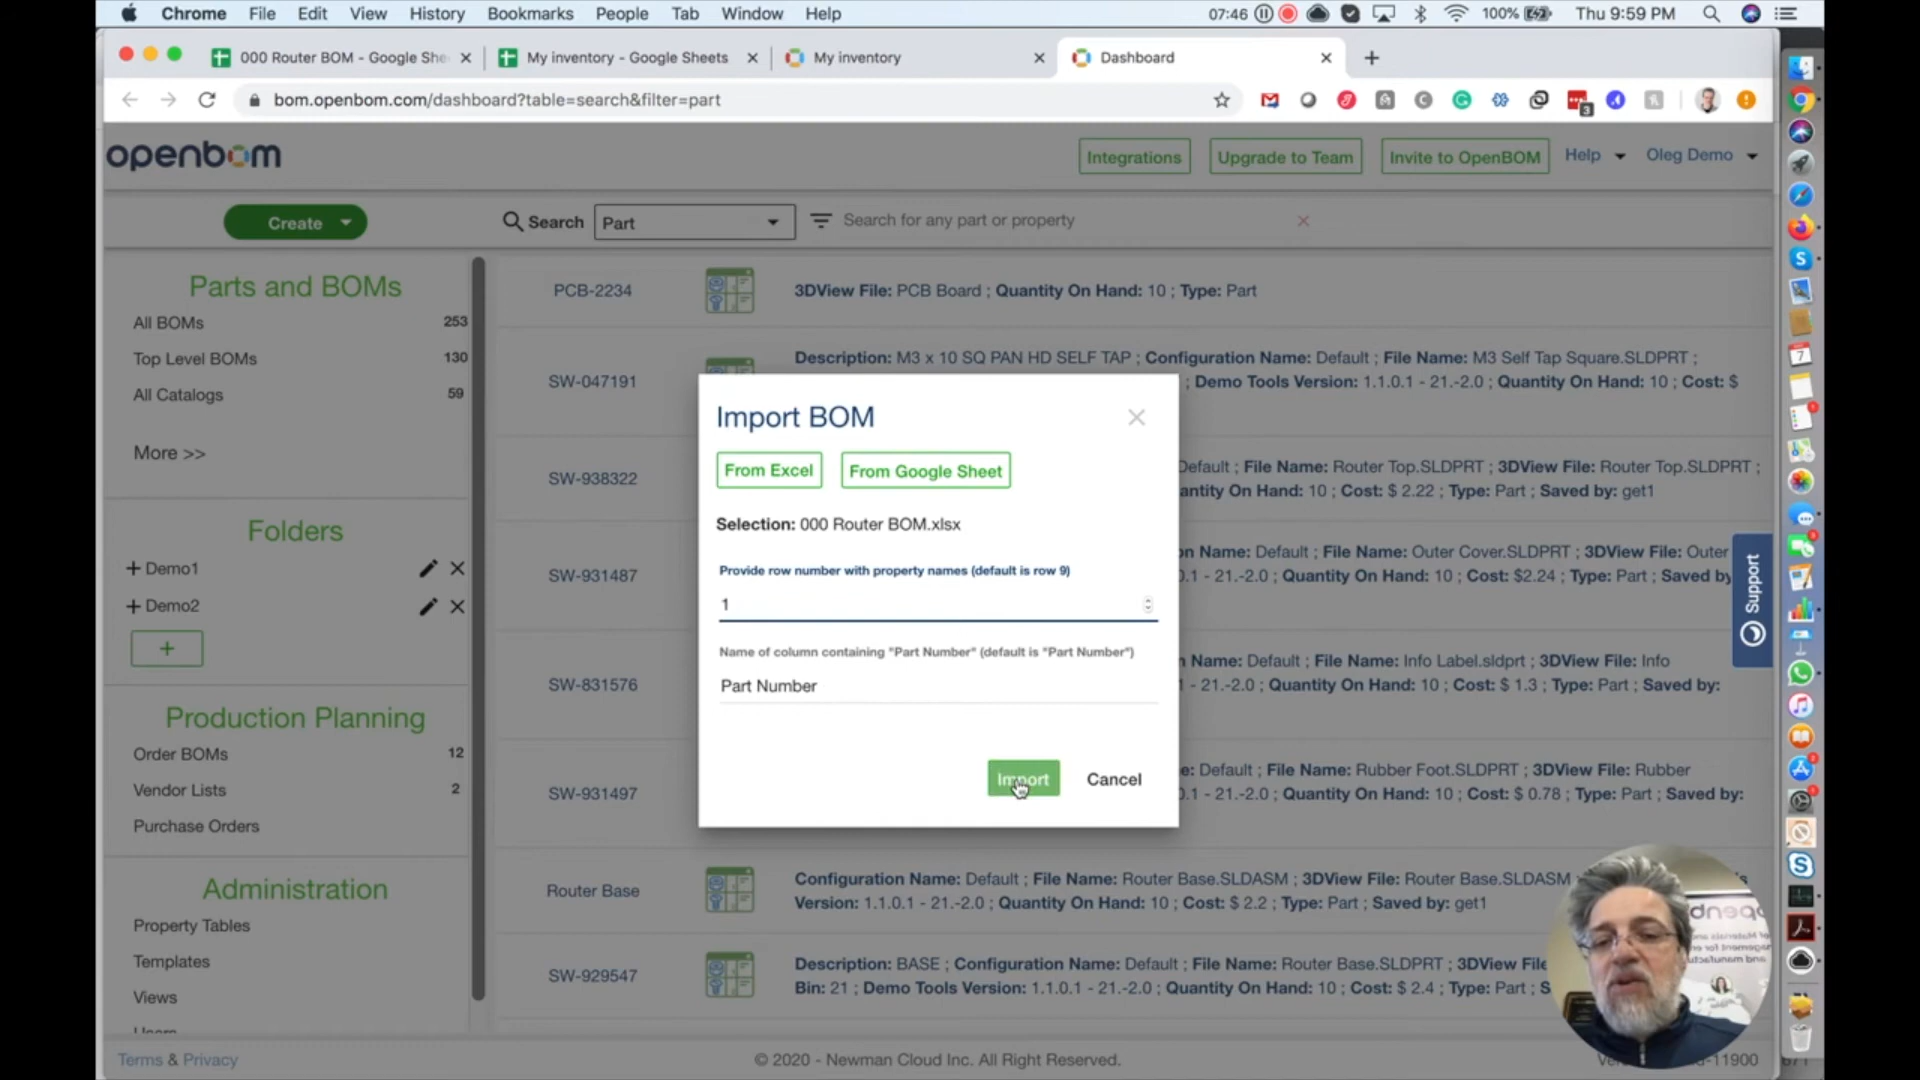 Chrome File Edit View History Bookmarks People Tab Window Help 07:46 100% Thu 9:59 PM
000 Router BOM - Google She My inventory - Google Sheets My inventory Dashboard
bom.openbom.com/dashboard?table=search&filter=part
3
openbom Integrations Upgrade to Team Invite to OpenBOM Help Oleg Demo
Create Search Part Search for any part or property
Parts and BOMs
All BOMs 253
Top Level BOMs 130
All Catalogs 59
More >>
Folders
Demo1
Demo2
+
Production Planning
Order BOMs 12
Vendor Lists 2
Purchase Orders
Administration
Property Tables
Templates
Views
Users
PCB-2234 3DView File: PCB Board ; Quantity On Hand: 10 ; Type: Part
Description: M3 x 10 SQ PAN HD SELF TAP ; Configuration Name: Default ; File Name: M3 Self Tap Square.SLDPRT ;
SW-047191 ; Demo Tools Version: 1.1.0.1 - 21.-2.0 ; Quantity On Hand: 10 ; Cost: $
Default ; File Name: Router Top.SLDPRT ; 3DView File: Router Top.SLDPRT ;
SW-938322 antity On Hand: 10 ; Cost: $ 2.22 ; Type: Part ; Saved by: get1
on Name: Default ; File Name: Outer Cover.SLDPRT ; 3DView File: Outer
SW-931487 0.1 - 21.-2.0 ; Quantity On Hand: 10 ; Cost: $2.24 ; Type: Part ; Saved by
n Name: Default ; File Name: Info Label.sldprt ; 3DView File: Info
SW-831576 1 - 21.-2.0 ; Quantity On Hand: 10 ; Cost: $ 1.3 ; Type: Part ; Saved by:
e: Default ; File Name: Rubber Foot.SLDPRT ; 3DView File: Rubber
SW-931497 0.1 - 21.-2.0 ; Quantity On Hand: 10 ; Cost: $ 0.78 ; Type: Part ; Saved by:
Configuration Name: Default ; File Name: Router Base.SLDASM ; 3DView File: Router Base.SLDASM
Router Base Version: 1.1.0.1 - 21.-2.0 ; Quantity On Hand: 10 ; Cost: $ 2.2 ; Type: Part ; Saved by: get1
Description: BASE ; Configuration Name: Default ; File Name: Router Base.SLDPRT ; 3DView File
SW-929547 Bin: 21 ; Demo Tools Version: 1.1.0.1 - 21.-2.0 ; Quantity On Hand: 10 ; Cost: $ 2.4 ; Type: Part ; S
Import BOM
From Excel From Google Sheet
Selection: 000 Router BOM.xlsx
Provide row number with property names (default is row 9)
1
Name of column containing "Part Number" (default is "Part Number")
Part Number
Import Cancel
Support
Terms & Privacy © 2020 - Newman Cloud Inc. All Right Reserved. -11900